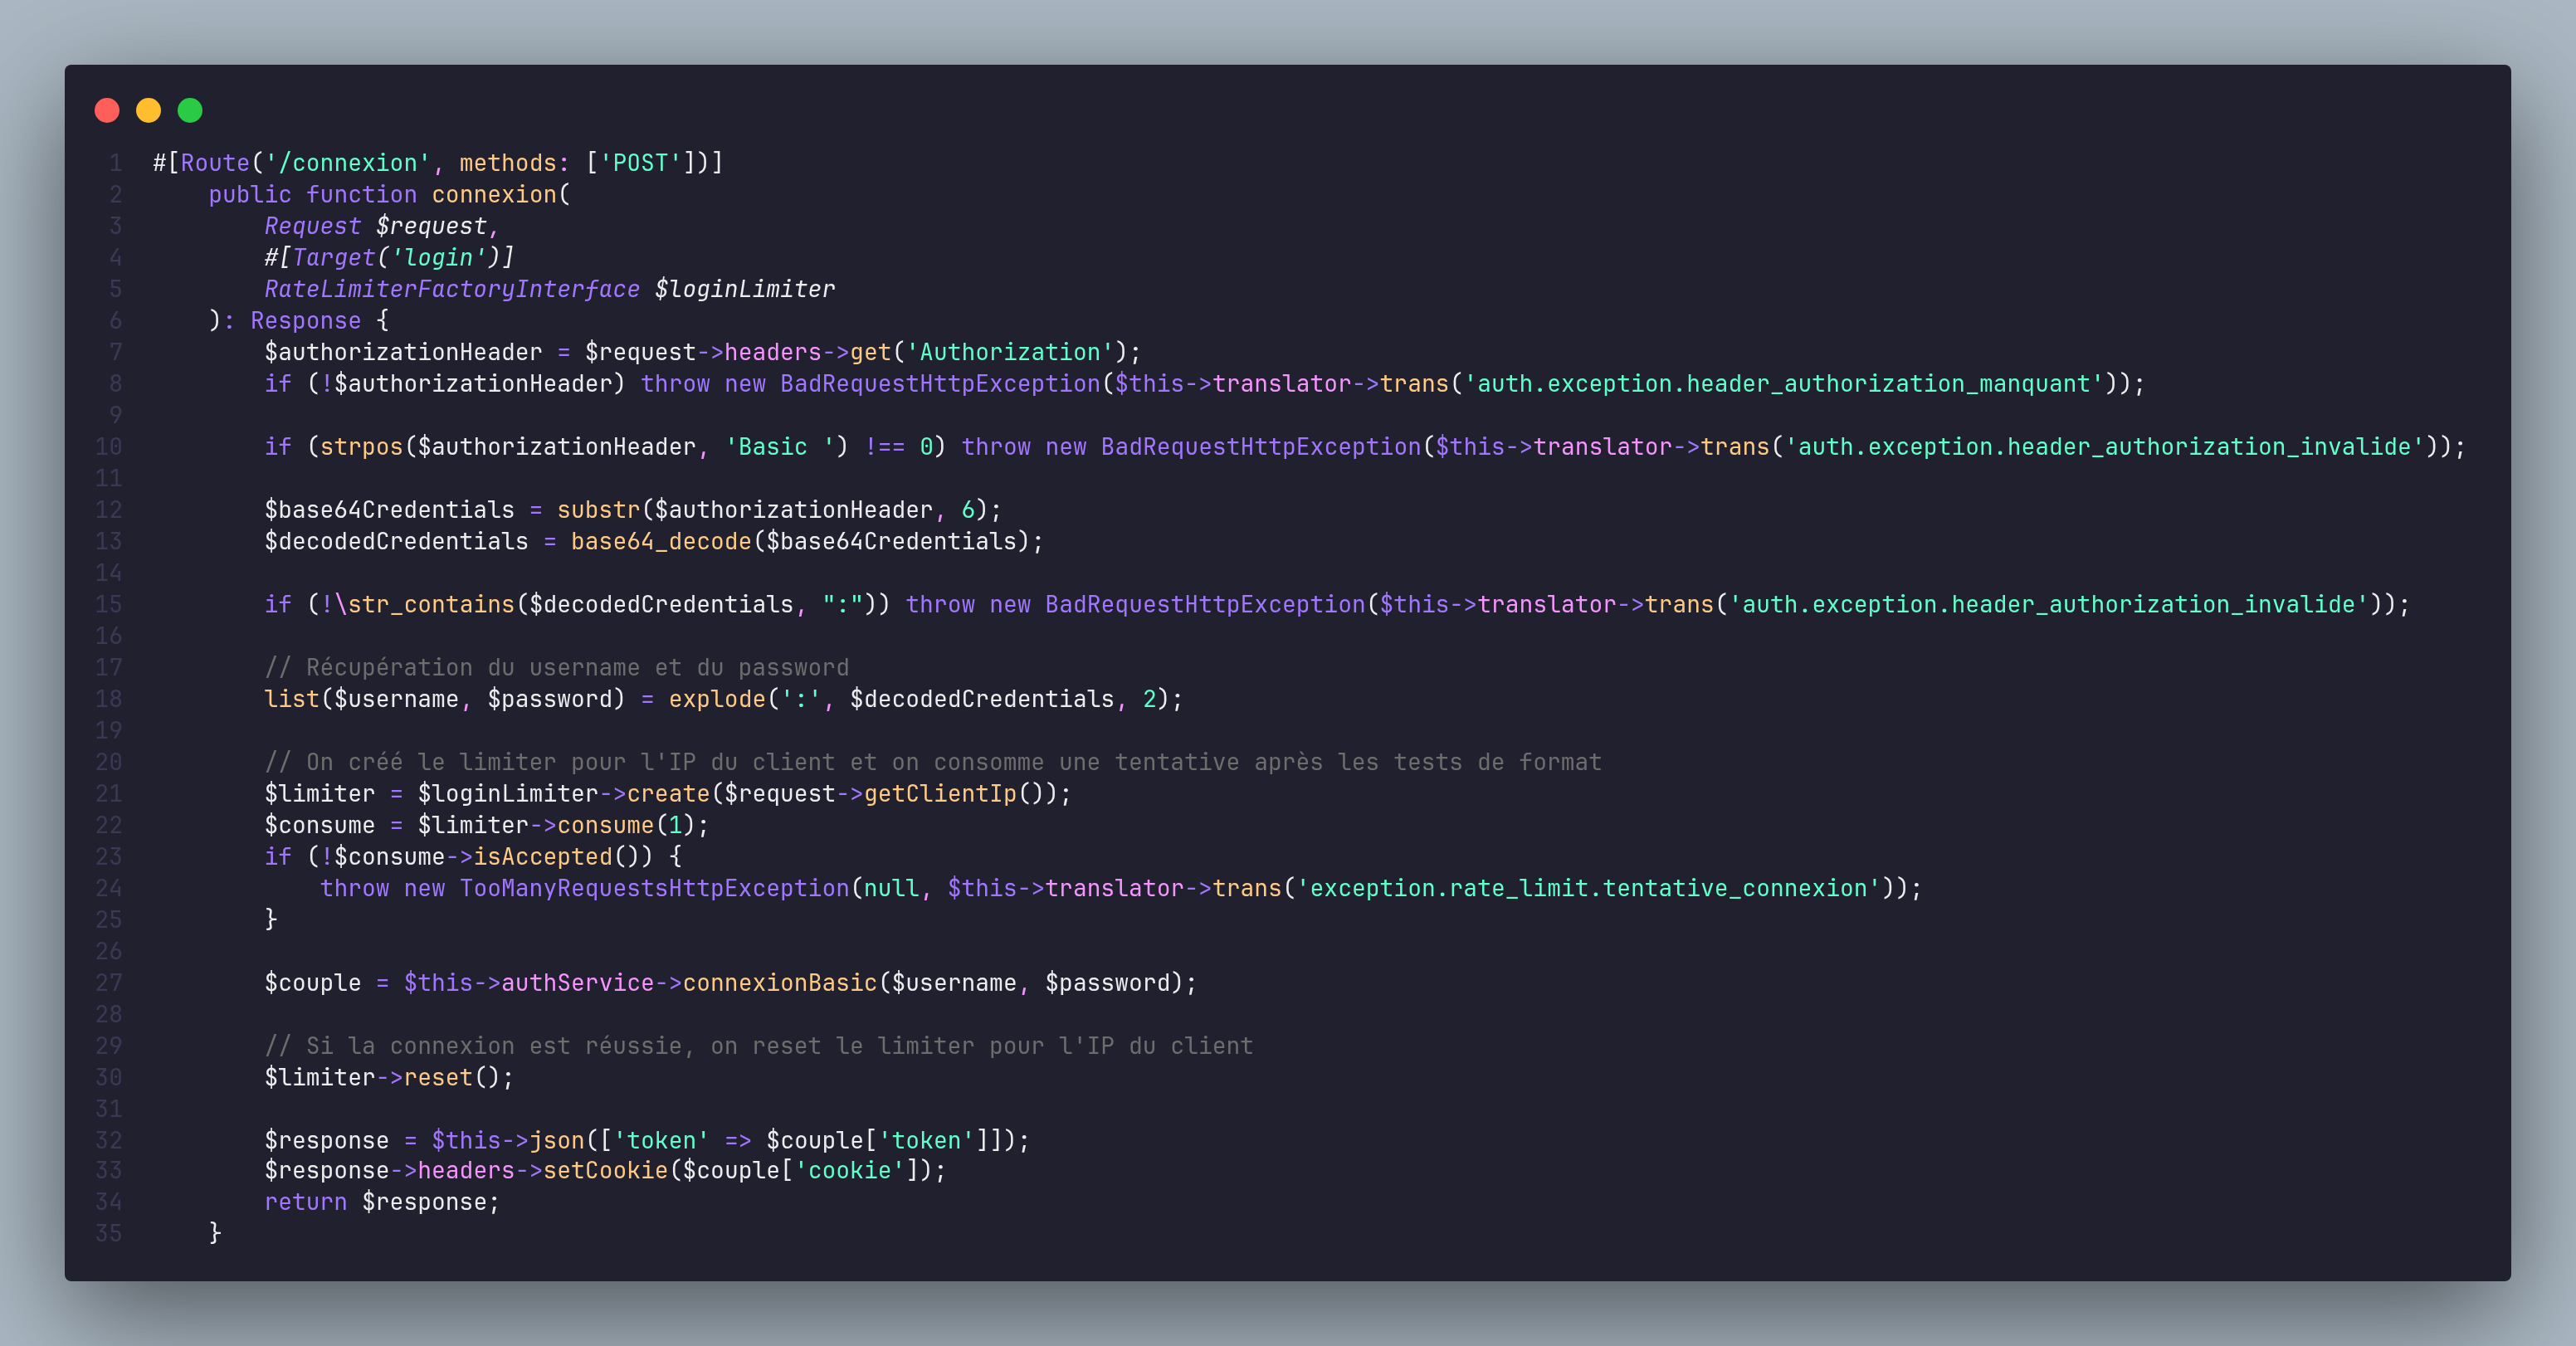 1 #[Route('/connexion', methods: ['POST'])]
2 public function connexion(
3 Request $request,
4 #[Target('login')]
5 RateLimiterFactoryInterface $loginLimiter
6 ): Response {
7 $authorizationHeader = $request->headers->get('Authorization');
8 if (!$authorizationHeader) throw new BadRequestHttpException($this->translator->trans('auth.exception.header_authorization_manquant'));
9
10 if (strpos($authorizationHeader, 'Basic ') !== 0) throw new BadRequestHttpException($this->translator->trans('auth.exception.header_authorization_invalide'));
11
12 $base64Credentials = substr($authorizationHeader, 6);
13 $decodedCredentials = base64_decode($base64Credentials);
14
15 if (!\str_contains($decodedCredentials, ":")) throw new BadRequestHttpException($this->translator->trans('auth.exception.header_authorization_invalide'));
16
17 // Récupération du username et du password
18 list($username, $password) = explode(':', $decodedCredentials, 2);
19
20 // On créé le limiter pour l'IP du client et on consomme une tentative après les tests de format
21 $limiter = $loginLimiter->create($request->getClientIp());
22 $consume = $limiter->consume(1);
23 if (!$consume->isAccepted()) {
24 throw new TooManyRequestsHttpException(null, $this->translator->trans('exception.rate_limit.tentative_connexion'));
25 }
26
27 $couple = $this->authService->connexionBasic($username, $password);
28
29 // Si la connexion est réussie, on reset le limiter pour l'IP du client
30 $limiter->reset();
31
32 $response = $this->json(['token' => $couple['token']]);
33 $response->headers->setCookie($couple['cookie']);
34 return $response;
35 }